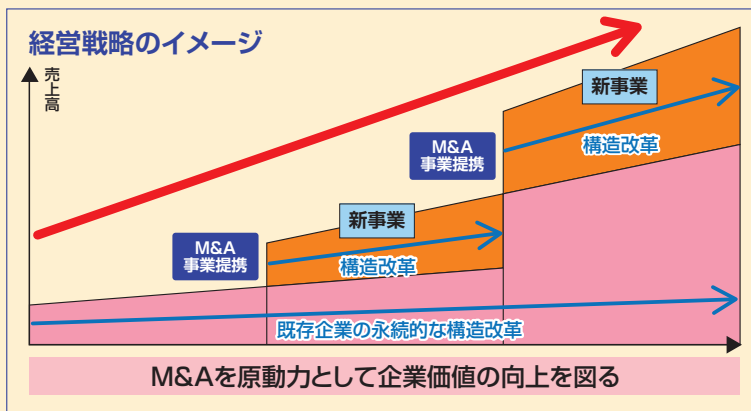 経営戦略のイメージ
売上高
新事業
M&A
事業提携
構造改革
新事業
M&A
事業提携
構造改革
既存企業の永続的な構造改革
M&Aを原動力として企業価値の向上を図る